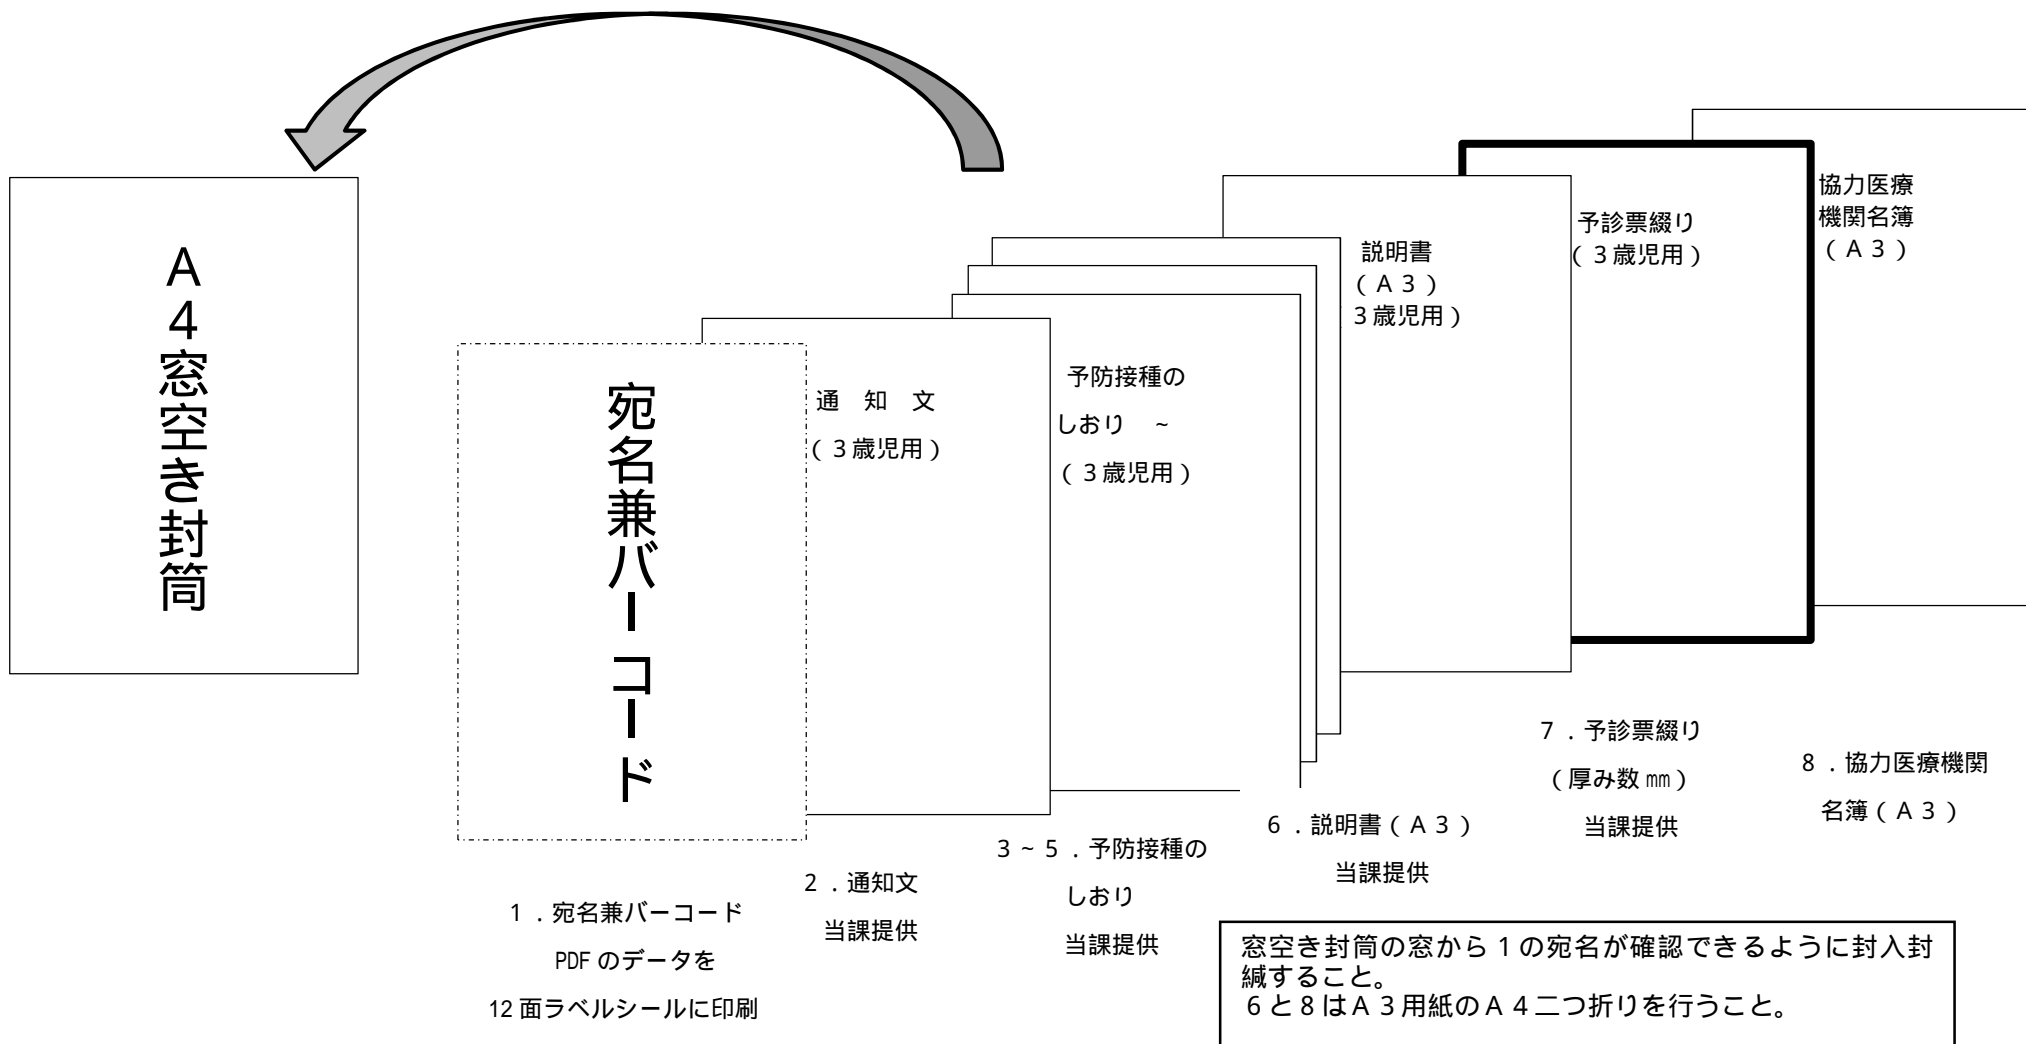 A4窓空き封筒
宛名兼バーコード
通　知　文
(３歳児用)
予防接種の
しおり　~
(３歳児用)
説明書
(A３)
３歳児用)
予診票綴り
(３歳児用)
協力医療
機関名簿
(A３)
1．宛名兼バーコード
PDFのデータを
12面ラベルシールに印刷
2．通知文
当課提供
3~5．予防接種の
しおり
当課提供
6．説明書(A３)
当課提供
7．予診票綴り
(厚み数㎜)
当課提供
8．協力医療機関
名簿(A３)
窓空き封筒の窓から1の宛名が確認できるように封入封
緘すること。
6と8はA３用紙のA４二つ折りを行うこと。